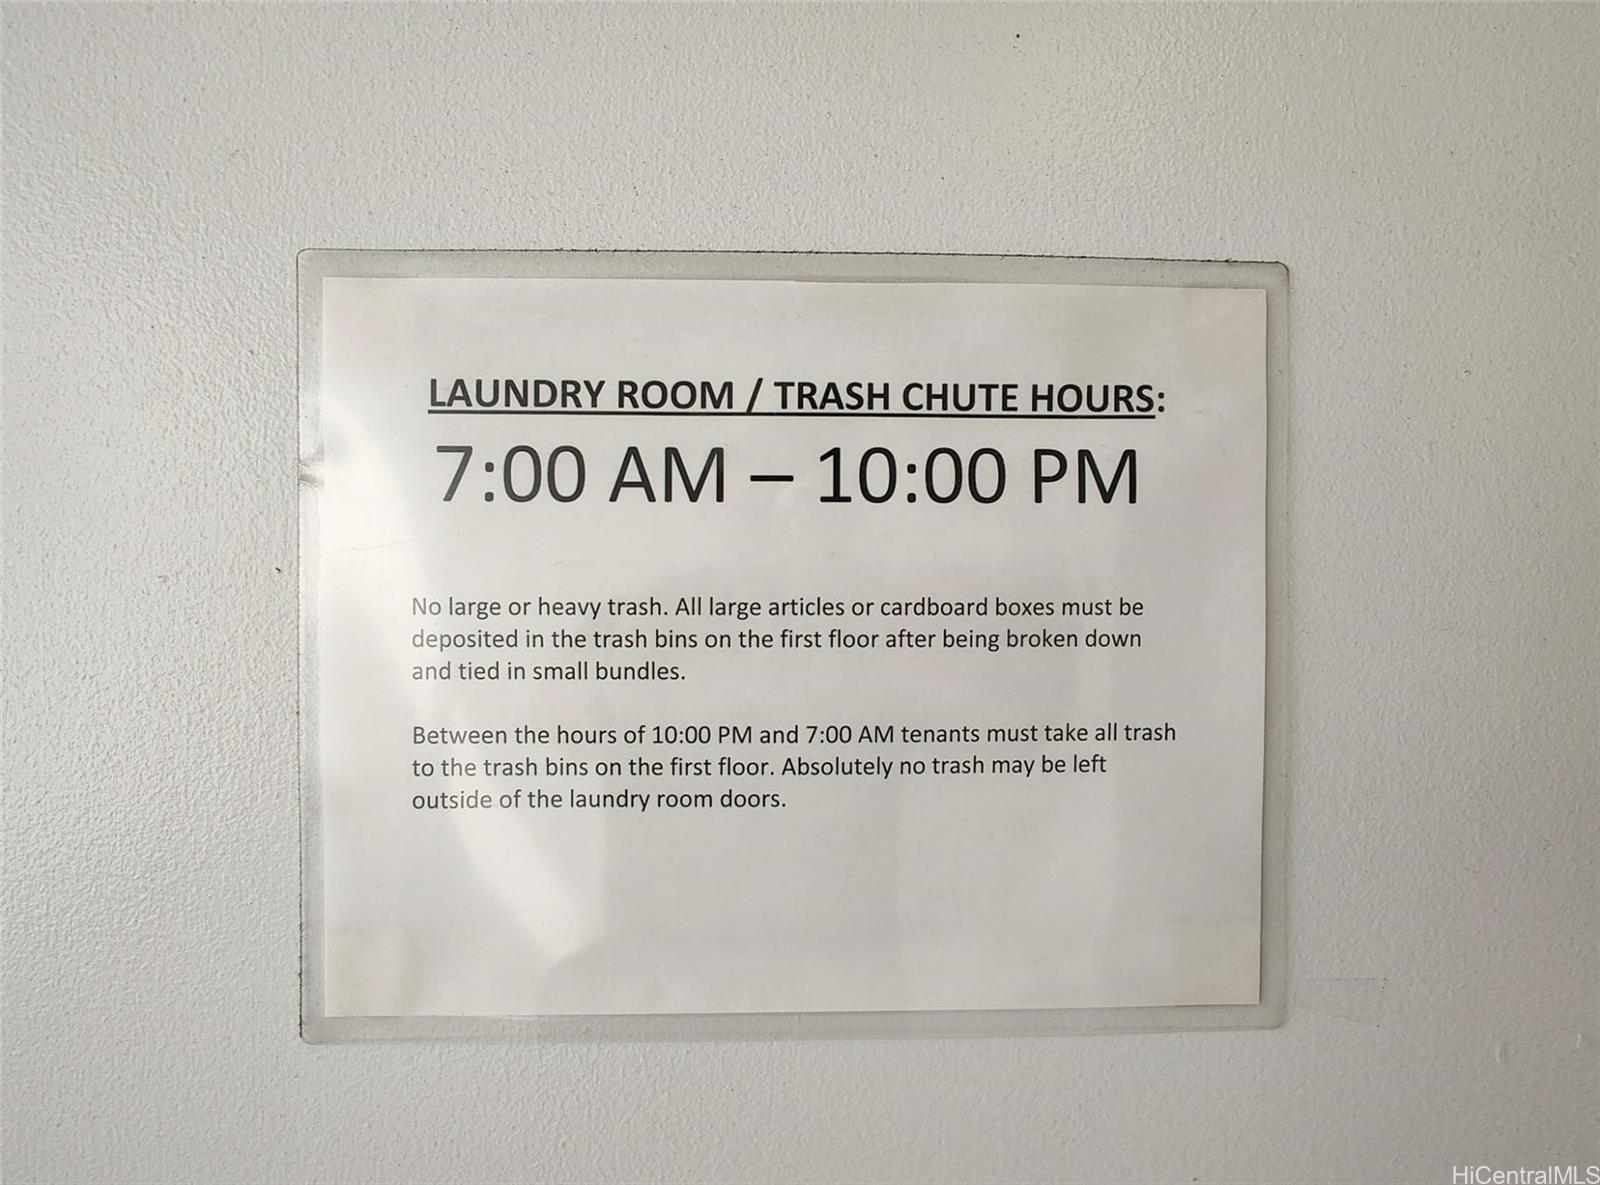 LAUNDRY ROOM / TRASH CHUTE HOURS:
7:00 AM – 10:00 PM
No large or heavy trash. All large articles or cardboard boxes must be
deposited in the trash bins on the first floor after being broken down
and tied in small bundles.
Between the hours of 10:00 PM and 7:00 AM tenants must take all trash
to the trash bins on the first floor. Absolutely no trash may be left
outside of the laundry room doors.
HiCentralMLS